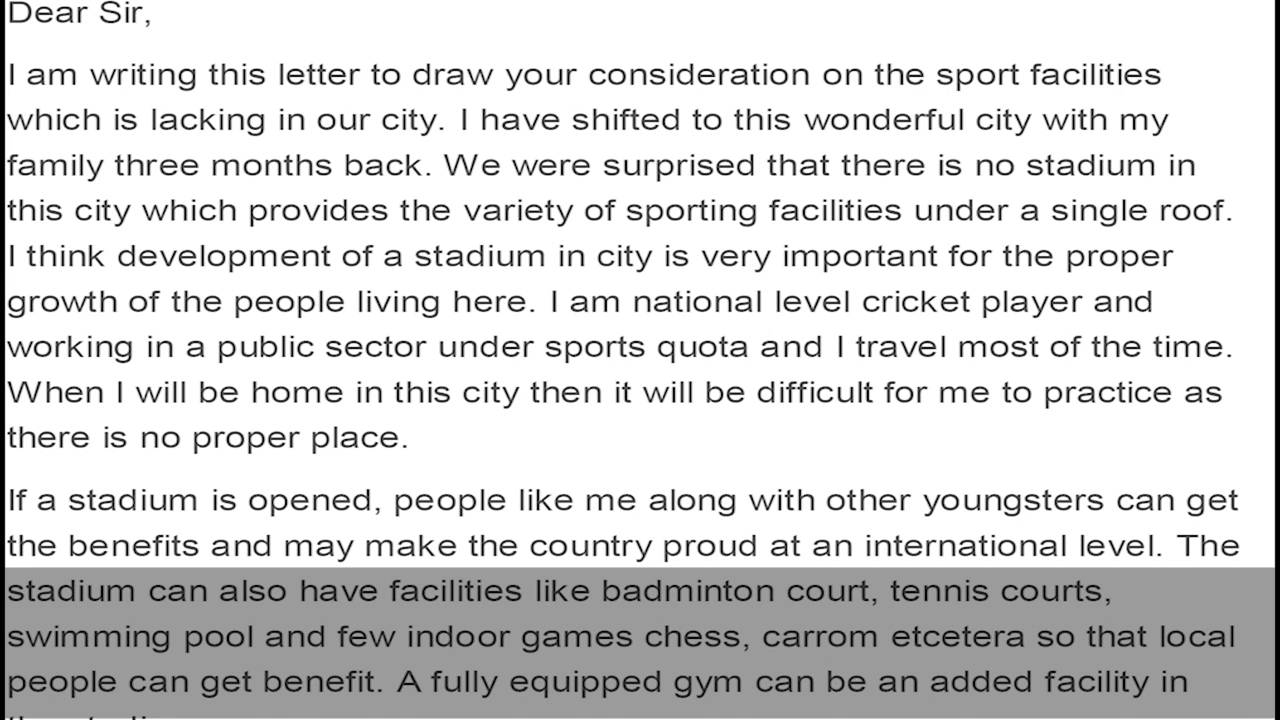 Dear Sir,
I am writing this letter to draw your consideration on the sport facilities
which is lacking in our city. I have shifted to this wonderful city with my
family three months back. We were surprised that there is no stadium in
this city which provides the variety of sporting facilities under a single roof.
I think development of a stadium in city is very important for the proper
growth of the people living here. I am national level cricket player and
working in a public sector under sports quota and I travel most of the time.
When I will be home in this city then it will be difficult for me to practice as
there is no proper place.
If a stadium is opened, people like me along with other youngsters can get
the benefits and may make the country proud at an international level. The
stadium can also have facilities like badminton court, tennis courts,
swimming pool and few indoor games chess, carrom etcetera so that local
people can get benefit. A fully equipped gym can be an added facility in